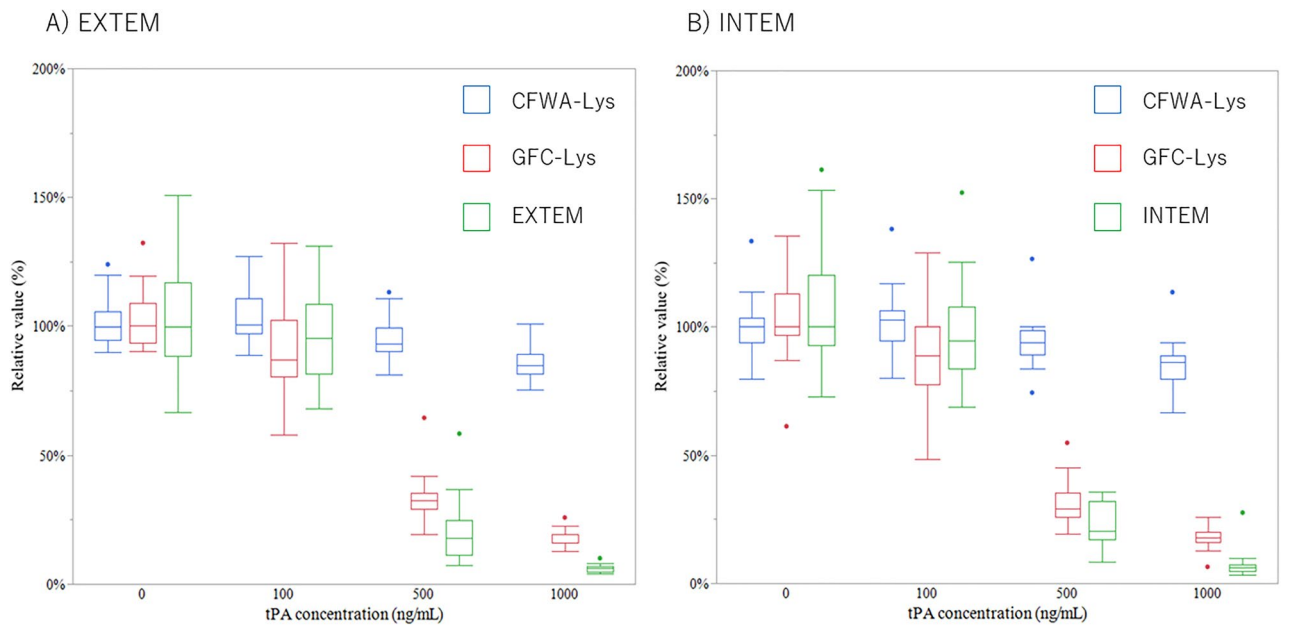 A) EXTEM
200%
150%
100%
50%
0%
Relative value (%)
CFWA-Lys
GFC-Lys
EXTEM
0
100
500
1000
tPA concentration (ng/mL)
B) INTEM
200%
150%
100%
50%
0%
Relative value (%)
CFWA-Lys
GFC-Lys
INTEM
0
100
500
1000
tPA concentration (ng/mL)